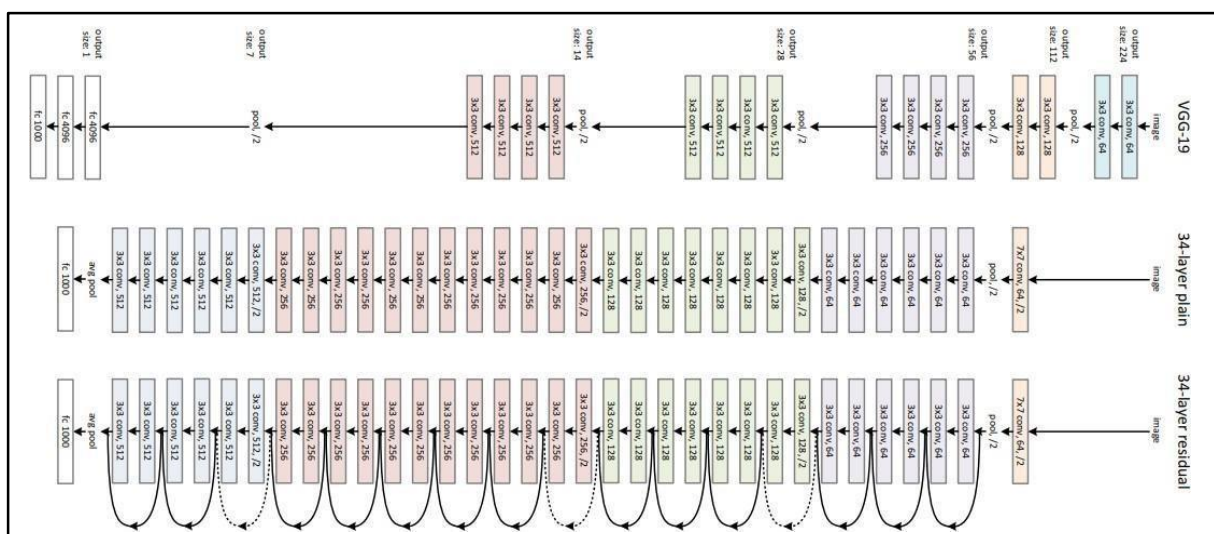 VGG-19
output
size: 224
output
size: 112
output
size: 56
output
size: 28
output
size: 14
output
size: 7
output
size: 1
image
3x3 conv, 64
3x3 conv, 64
pool, /2
3x3 conv, 128
3x3 conv, 128
pool, /2
3x3 conv, 256
3x3 conv, 256
3x3 conv, 256
3x3 conv, 256
pool, /2
3x3 conv, 512
3x3 conv, 512
3x3 conv, 512
3x3 conv, 512
pool, /2
3x3 conv, 512
3x3 conv, 512
3x3 conv, 512
3x3 conv, 512
pool, /2
fc 4096
fc 4096
fc 1000
34-layer plain
image
7x7 conv, 64, /2
pool, /2
3x3 conv, 64
3x3 conv, 64
3x3 conv, 64
3x3 conv, 64
3x3 conv, 64
3x3 conv, 64
3x3 conv, 128, /2
3x3 conv, 128
3x3 conv, 128
3x3 conv, 128
3x3 conv, 128
3x3 conv, 128
3x3 conv, 128
3x3 conv, 128
3x3 conv, 256, /2
3x3 conv, 256
3x3 conv, 256
3x3 conv, 256
3x3 conv, 256
3x3 conv, 256
3x3 conv, 256
3x3 conv, 256
3x3 conv, 256
3x3 conv, 256
3x3 conv, 256
3x3 conv, 256
3x3 conv, 512, /2
3x3 conv, 512
3x3 conv, 512
3x3 conv, 512
3x3 conv, 512
3x3 conv, 512
avg pool
fc 1000
34-layer residual
image
7x7 conv, 64, /2
pool, /2
3x3 conv, 64
3x3 conv, 64
3x3 conv, 64
3x3 conv, 64
3x3 conv, 64
3x3 conv, 64
3x3 conv, 128, /2
3x3 conv, 128
3x3 conv, 128
3x3 conv, 128
3x3 conv, 128
3x3 conv, 128
3x3 conv, 128
3x3 conv, 128
3x3 conv, 256, /2
3x3 conv, 256
3x3 conv, 256
3x3 conv, 256
3x3 conv, 256
3x3 conv, 256
3x3 conv, 256
3x3 conv, 256
3x3 conv, 256
3x3 conv, 256
3x3 conv, 256
3x3 conv, 256
3x3 conv, 512, /2
3x3 conv, 512
3x3 conv, 512
3x3 conv, 512
3x3 conv, 512
3x3 conv, 512
avg pool
fc 1000